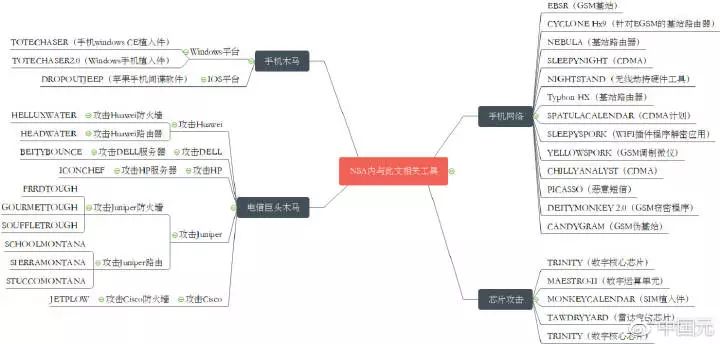 NSA内与此文相关工具
手机木马
Windows平台
TOTECHASER（手机windows CE植入件）
TOTECHASER2.0（Windows手机植入件）
IOS平台
DROPOUTJEEP（苹果手机间谍软件）
电信巨头木马
攻击Huawei
攻击Huawei防火墙
HELLUXWATER
攻击Huawei路由器
HEADWATER
攻击DELL
攻击DELL服务器
BEITYBOUNCE
攻击HP
攻击HP服务器
ICONCHEF
攻击Juniper
攻击Juniper防火墙
FRRDTOUGH
GOURMETTOUGH
SOUFFLETROUGH
攻击Juniper路由
SCHOOLMONTANA
SIERRAMONTANA
STUCCOMONTANA
攻击Cisco
攻击Cisco防火墙
JETPLOW
手机网络
EBSR（GSM基站）
CYCLONE Hx9（针对EGSM的基站路由器）
NEBULA（基站路由器）
SLEEPYNIGHT（CDMA）
NIGHTSTAND（无线劫持硬件工具）
Typhon HX（基站路由器）
SPATULACALENDAR（CDMA计划）
SLEEPYSPORK（WIFI插件程序解密应用）
YELLOWSPORK（GSM调制微仪）
CHILLYANALYST（CDMA）
PICASSO（恶意短信）
DEITYMONKEY 2.0（GSM窃密程序）
CANDYGRAM（GSM伪基站）
芯片攻击
TRINITY（数字核心芯片）
MAESTRO-II（数字运算单元）
MONKEYCALENDAR（SIM植入件）
TAWDRYYARD（雷达 芯片）
TRINITY（数字核心芯片）
中国元